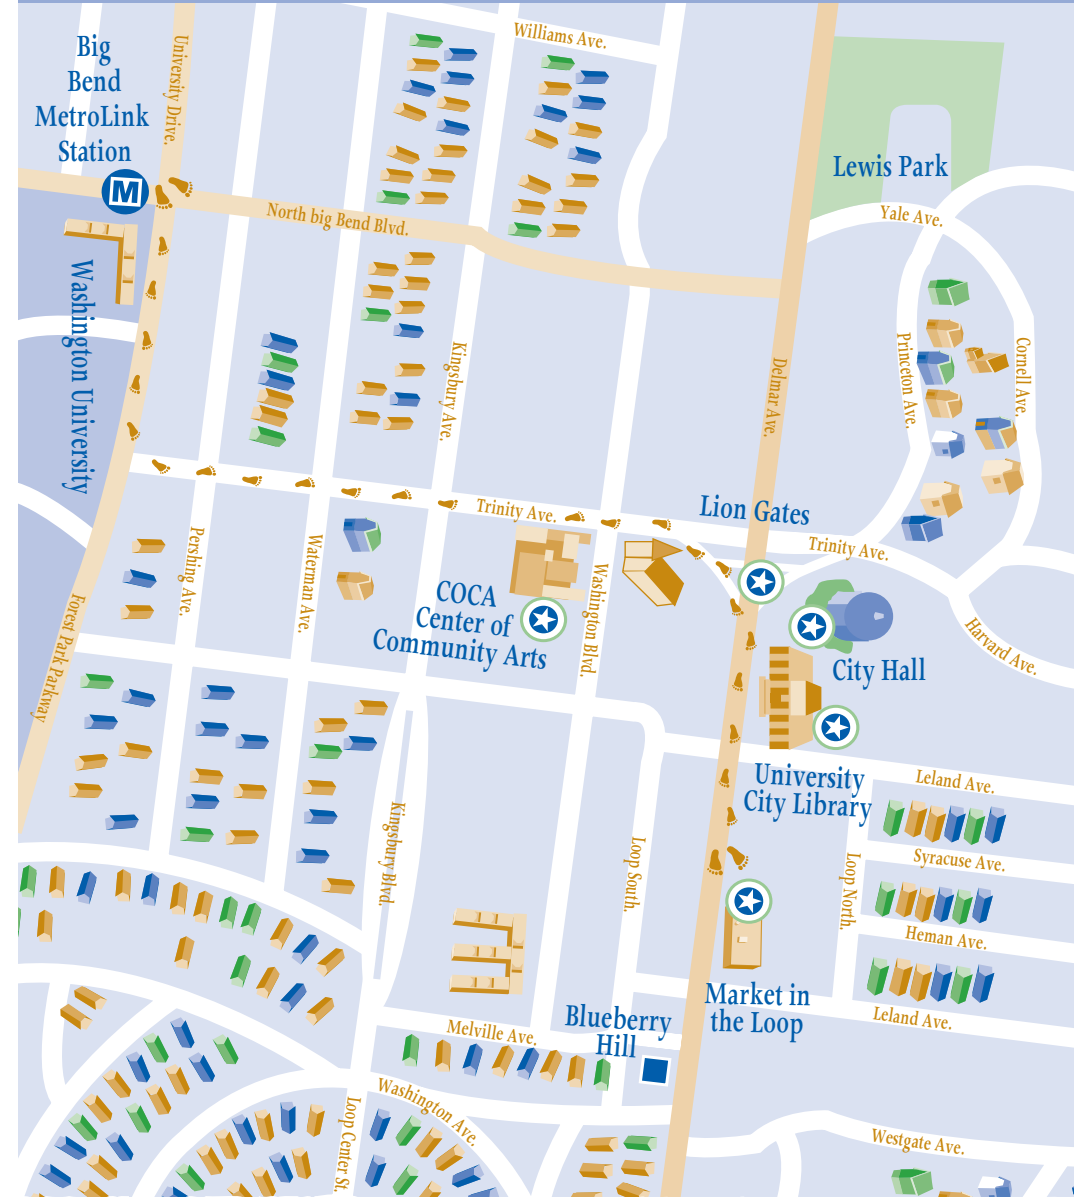 Williams Ave.
Big
Bend
MetroLink
Station
M
University Drive.
Lewis Park
Yale Ave.
North big Bend Blvd.
Washington University
Kingsbury Ave.
Delmar Ave.
Princeton Ave.
Cornell Ave.
Trinity Ave.
Lion Gates
Trinity Ave.
Pershing Ave.
Waterman Ave.
COCA
Center of
Community Arts
Washington Blvd.
Forest Park Parkway
Harvard Ave.
City Hall
University
City Library
Leland Ave.
Kingsbury Blvd.
Loop South.
Loop North.
Syracuse Ave.
Heman Ave.
Market in
the Loop
Leland Ave.
Blueberry
Hill
Melville Ave.
Washington Ave.
Loop Center St.
Westgate Ave.